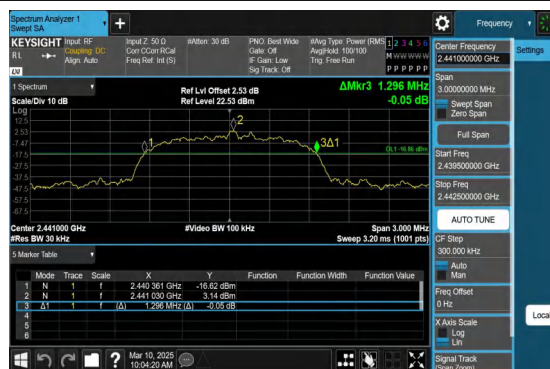 Spectrum Analyzer 1
Swept SA
Frequency
KEYSIGHT
Input: RF
Input Z: 50 Ω
#Atten: 30 dB
PNO: Best Wide
#Avg Type: Power (RMS
1 2 3 4 5 6
RL
Coupling: DC
Corr CCorr RCal
Gate: Off
Avg|Hold: 100/100
M W W W W W
Align: Auto
Freq Ref: Int (S)
IF Gain: Low
Trig: Free Run
Sig Track: Off
P P P P P P
LXI
1 Spectrum
Ref Lvl Offset 2.53 dB
ΔMkr3 1.296 MHz
Scale/Div 10 dB
Ref Level 22.53 dBm
-0.05 dB
Log
12.5
2.53
-7.47
-17.5
-27.5
-37.5
-47.5
-57.5
-67.5
1
2
3Δ1
DL1 -16.86 dBm
Center 2.441000 GHz
#Video BW 100 kHz
Span 3.000 MHz
#Res BW 30 kHz
Sweep 3.20 ms (1001 pts)
5 Marker Table
Mode Trace Scale X Y Function Function Width Function Value
1 N 1 f 2.440 361 GHz -16.62 dBm
2 N 1 f 2.441 030 GHz 3.14 dBm
3 Δ1 1 f (Δ) 1.296 MHz (Δ) -0.05 dB
4
5
6
Mar 10, 2025
10:04:20 AM
Center Frequency
2.441000000 GHz
Settings
Span
3.00000000 MHz
Swept Span
Zero Span
Full Span
Start Freq
2.439500000 GHz
Stop Freq
2.442500000 GHz
AUTO TUNE
CF Step
300.000 kHz
Auto
Man
Freq Offset
0 Hz
X Axis Scale
Log
Lin
Local
Signal Track
(Span Zoom)